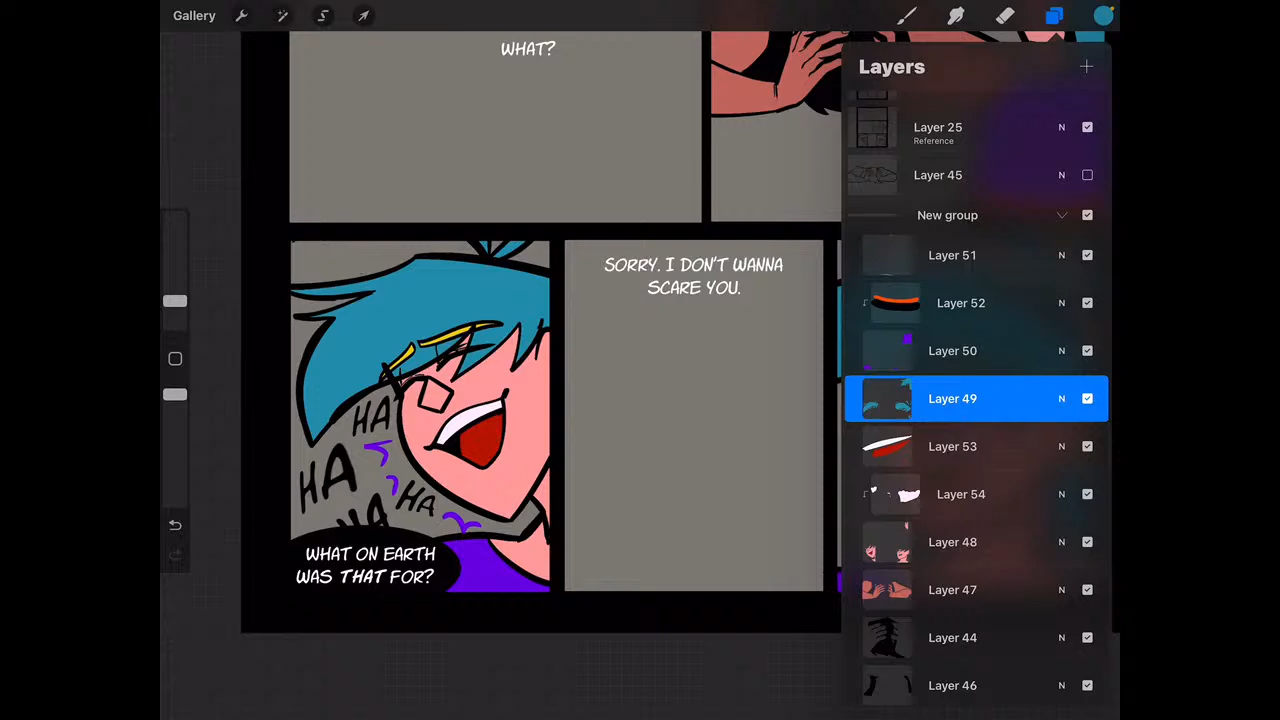 Gallery
WHAT?
SORRY. I DON'T WANNA
SCARE YOU.
HA
HA
HA
HA
WHAT ON EARTH
WAS THAT FOR?
Layers
Layer 25 N
Reference
Layer 45 N
New group
Layer 51 N
Layer 52 N
Layer 50 N
Layer 49 N
Layer 53 N
Layer 54 N
Layer 48 N
Layer 47 N
Layer 44 N
Layer 46 N